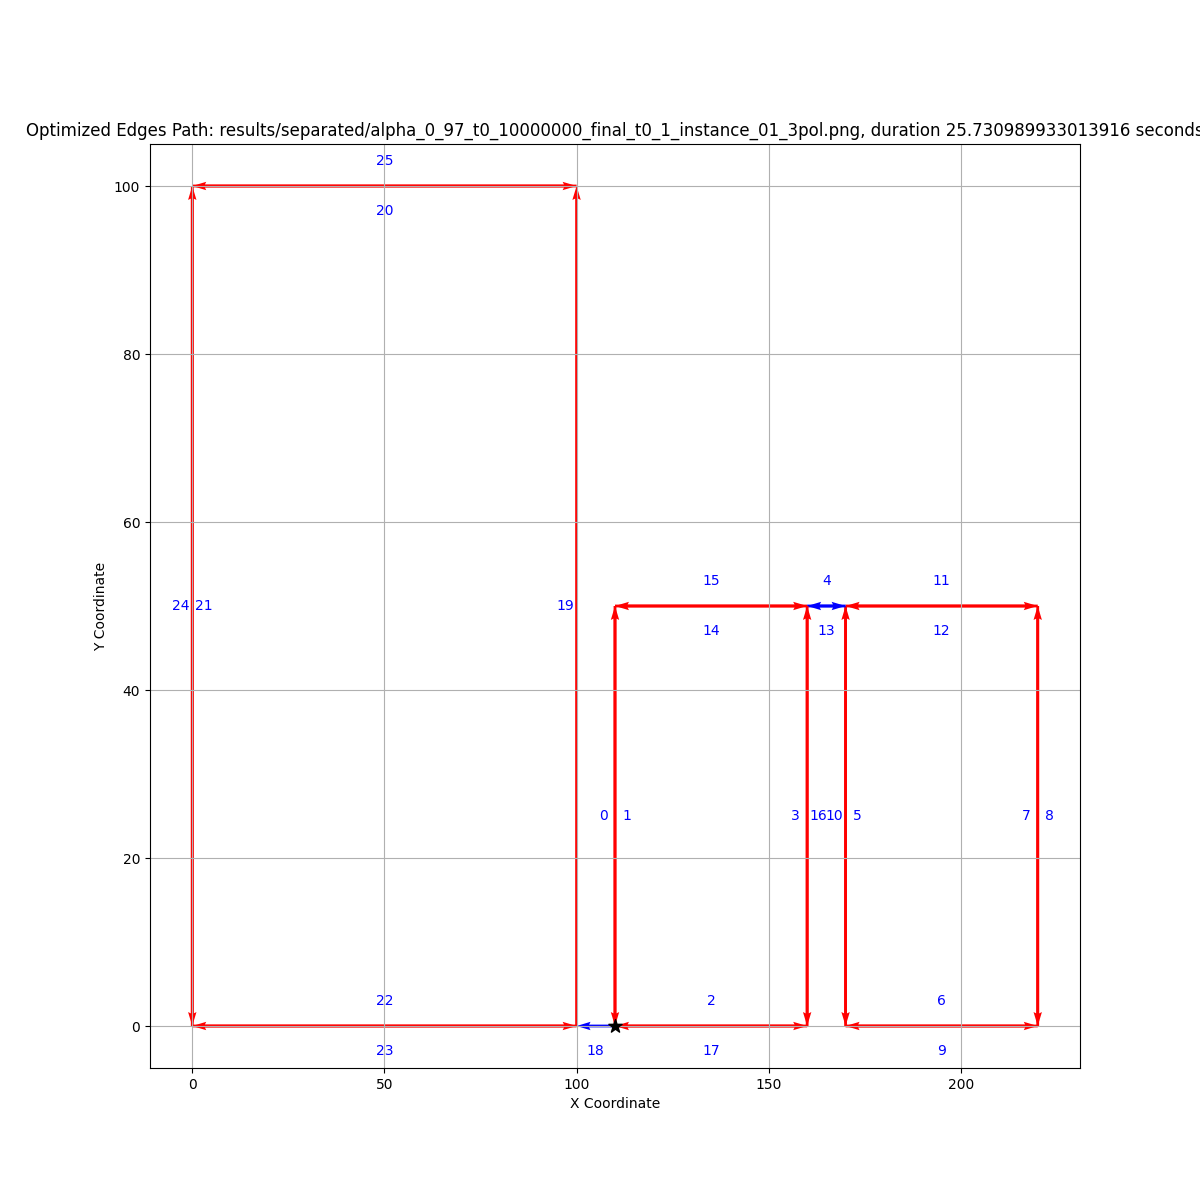 Optimized Edges Path: results/separated/alpha_0_97_t0_10000000_final_t0_1_instance_01_3pol.png, duration 25.730989933013916 seconds
25
100
20
80
60
Y Coordinate
15 4 11
24 21 19
14 13 12
40
0 1 3 16 10 5 7 8
20
22 2 6
0
23 18 17 9
0 50 100 150 200
X Coordinate